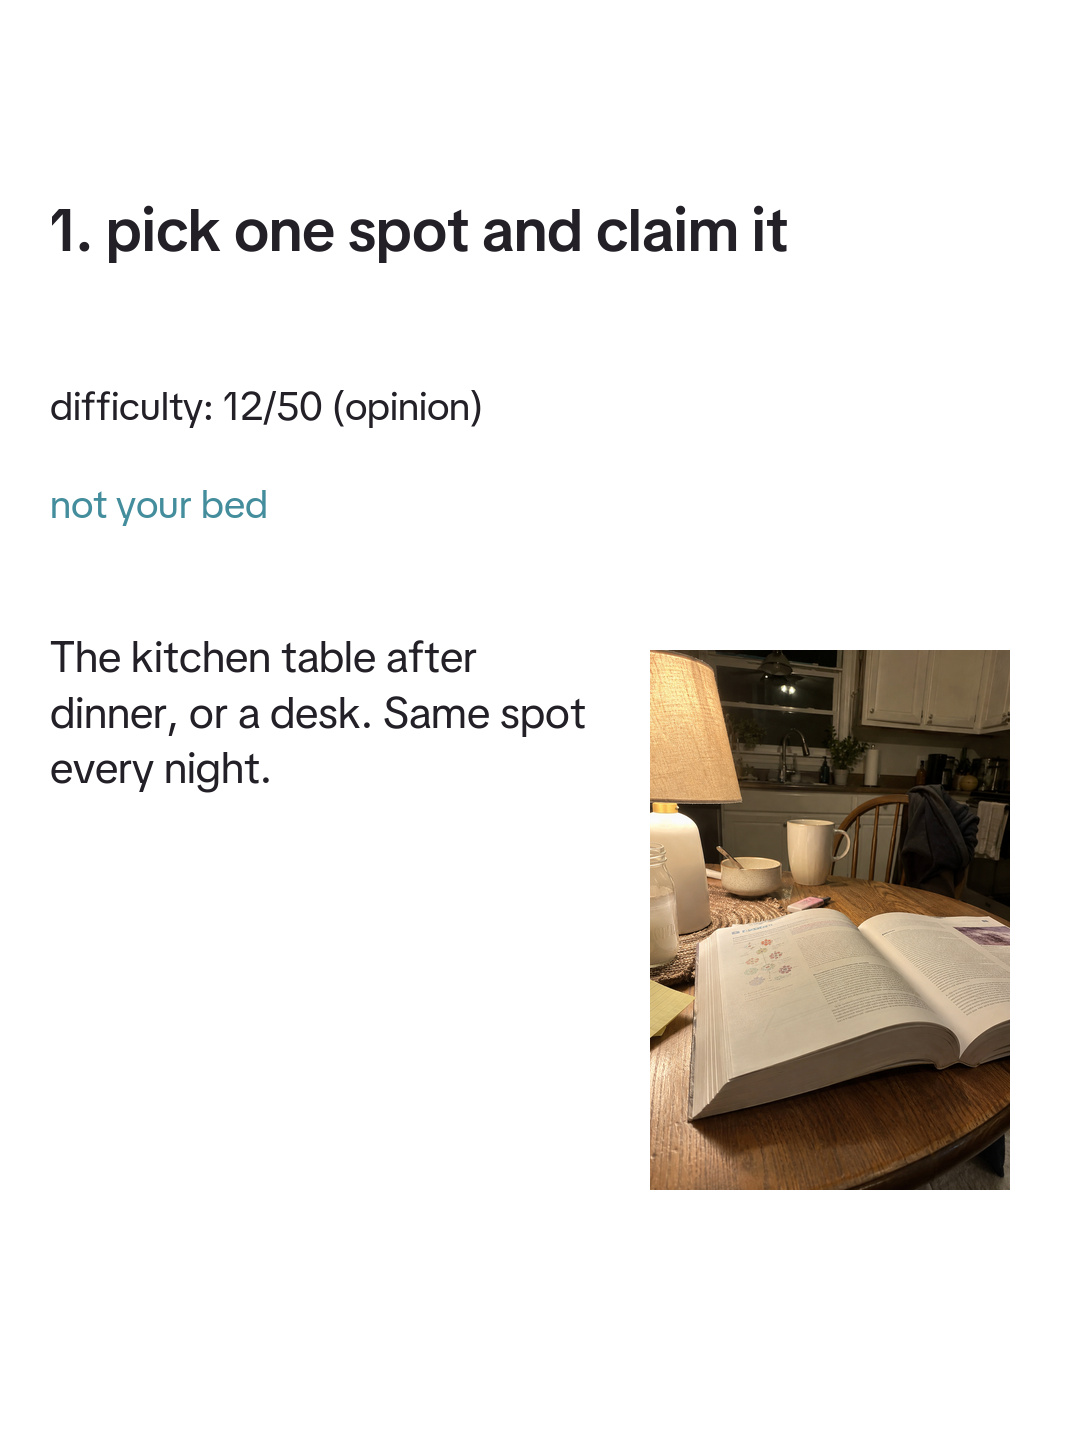 1. pick one spot and claim it
difficulty: 12/50 (opinion)
not your bed
The kitchen table after
dinner, or a desk. Same spot
every night.